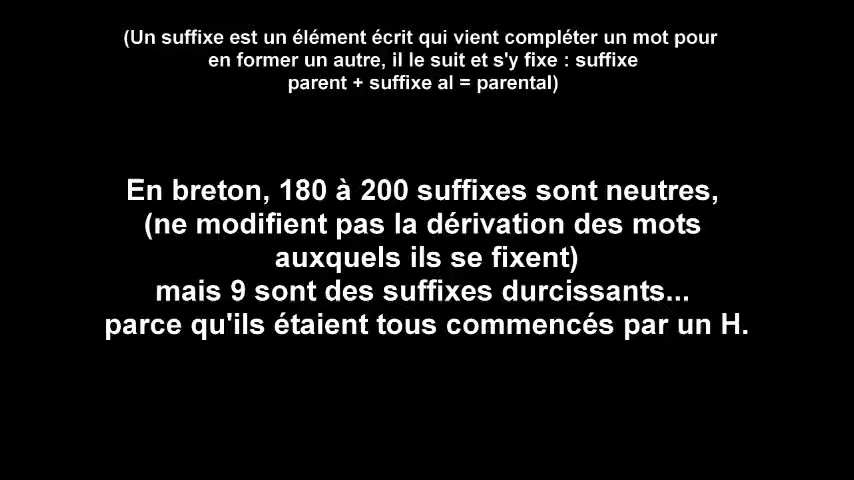 (Un suffixe est un élément écrit qui vient compléter un mot pour
en former un autre, il le suit et s'y fixe : suffixe
parent + suffixe al = parental)
En breton, 180 à 200 suffixes sont neutres,
(ne modifient pas la dérivation des mots
auxquels ils se fixent)
mais 9 sont des suffixes durcissants...
parce qu'ils étaient tous commencés par un H.